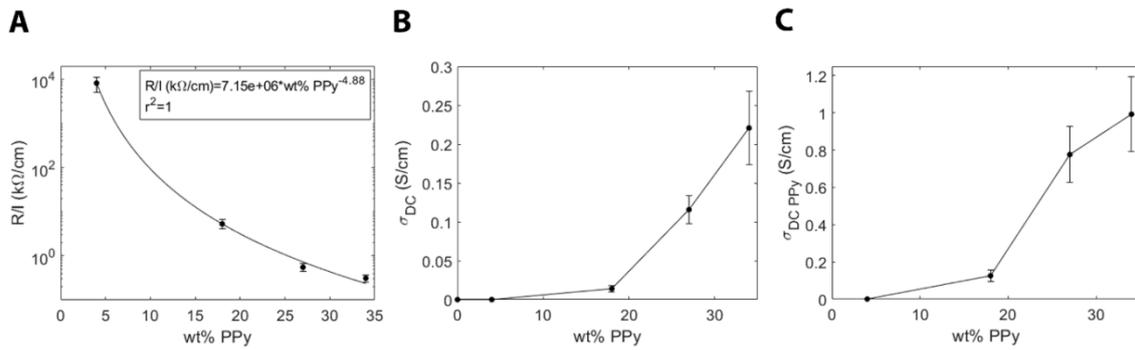 A
B
C
R/l (kΩ/cm)=7.15e+06*wt% PPy-4.88
r2=1
10^4
10^2
10^0
R/l (kΩ/cm)
0 5 10 15 20 25 30 35
wt% PPy
0.3
0.25
0.2
0.15
0.1
0.05
0
σDC (S/cm)
0 10 20 30
wt% PPy
1.2
1
0.8
0.6
0.4
0.2
0
σDC PPy (S/cm)
0 10 20 30
wt% PPy